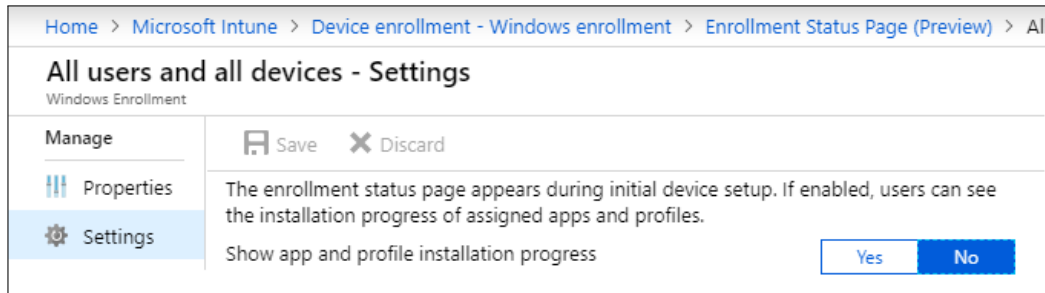 Home > Microsoft Intune > Device enrollment - Windows enrollment > Enrollment Status Page (Preview) > Al
All users and all devices - Settings
Windows Enrollment
Manage
Properties
Settings
Save Discard
The enrollment status page appears during initial device setup. If enabled, users can see
the installation progress of assigned apps and profiles.
Show app and profile installation progress
Yes No